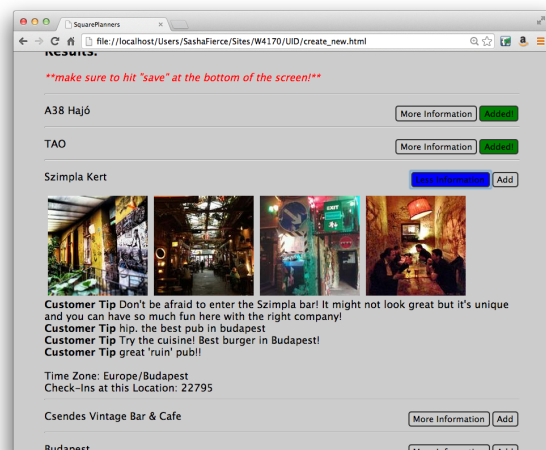 SquarePlanners
file://localhost/Users/SashaFierce/Sites/W4170/UID/create_new.html
Results:
**make sure to hit "save" at the bottom of the screen!**
A38 Hajó More Information Added!
TAO More Information Added!
Szimpla Kert Less Information Add
EXIT
Customer Tip Don't be afraid to enter the Szimpla bar! It might not look great but it's unique
and you can have so much fun here with the right company!
Customer Tip hip. the best pub in budapest
Customer Tip Try the cuisine! Best burger in Budapest!
Customer Tip great 'ruin' pub!!
Time Zone: Europe/Budapest
Check-Ins at this Location: 22795
Csendes Vintage Bar & Cafe More Information Add
Budapest More Information Add